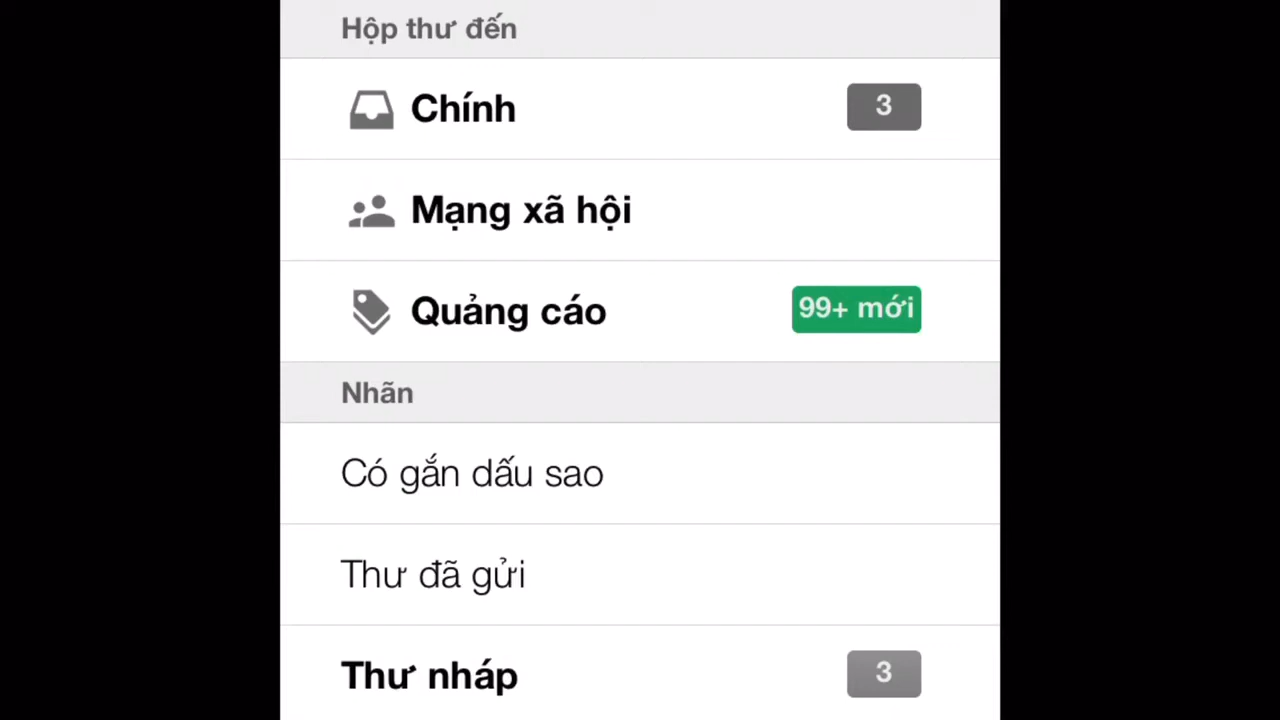 Hộp thư đến
Chính 3
Mạng xã hội
Quảng cáo 99+ mới
Nhãn
Có gắn dấu sao
Thư đã gửi
Thư nháp 3